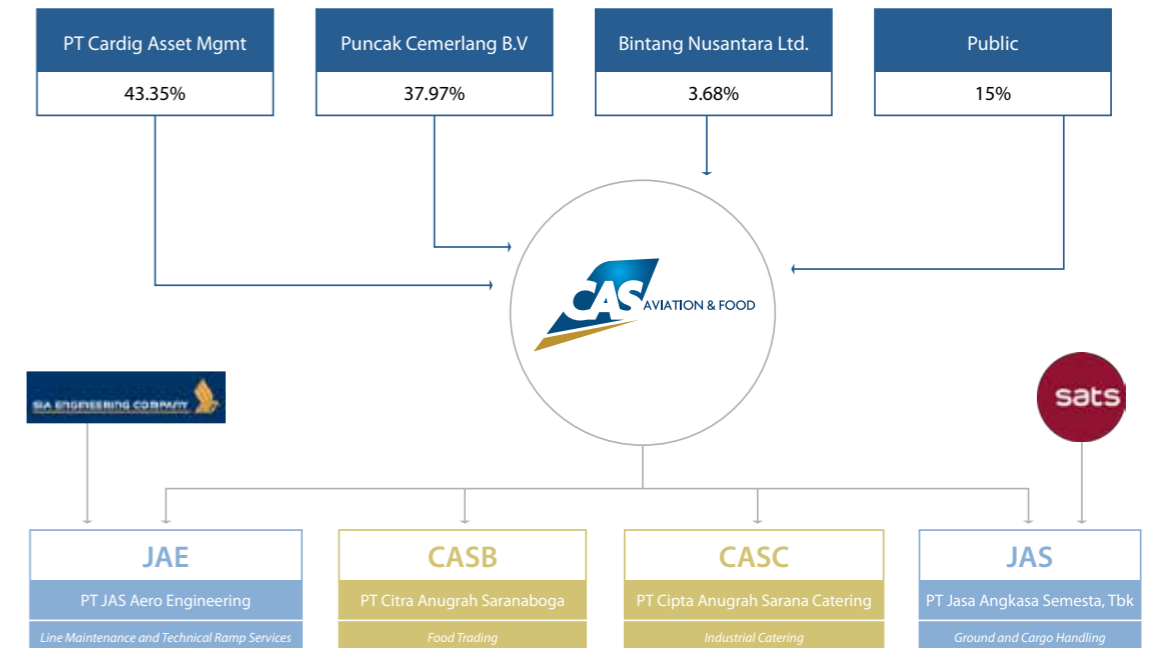 PT Cardig Asset Mgmt
43.35%
Puncak Cemerlang B.V
37.97%
Bintang Nusantara Ltd.
3.68%
Public
15%
CAS AVIATION & FOOD
SIA ENGINEERING COMPANY
sats
JAE
PT JAS Aero Engineering
Line Maintenance and Technical Ramp Services
CASB
PT Citra Anugrah Saranaboga
Food Trading
CASC
PT Cipta Anugrah Sarana Catering
Industrial Catering
JAS
PT Jasa Angkasa Semesta, Tbk
Ground and Cargo Handling